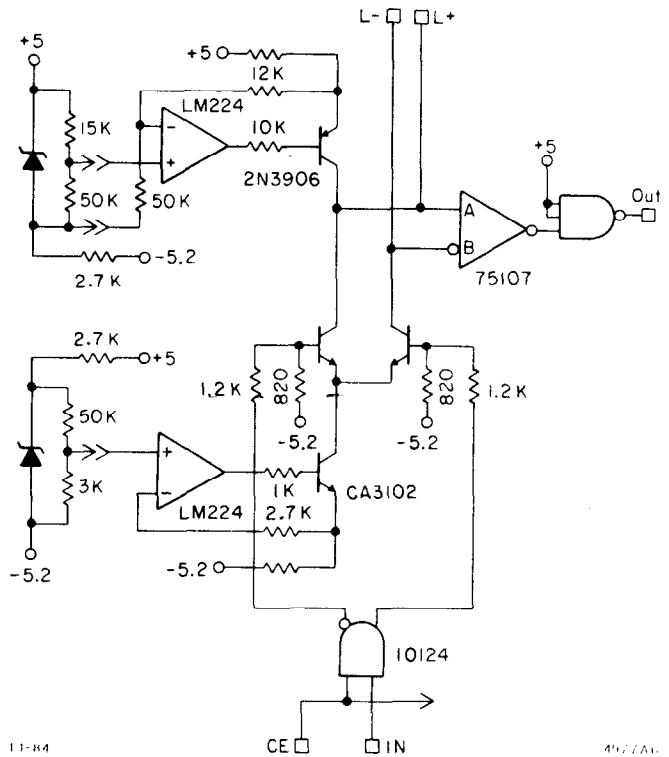 L- L+
+5
+5
12K
LM224
15K
-
+
10K
50K
50K
2N3906
-5.2
2.7K
+5
A
B
75107
Out
2.7K
+5
1.2K
820
820
1.2K
-5.2
-5.2
50K
3K
+
-
LM224
1K
CA3102
2.7K
-5.2
-5.2
10124
CE IN
11-84